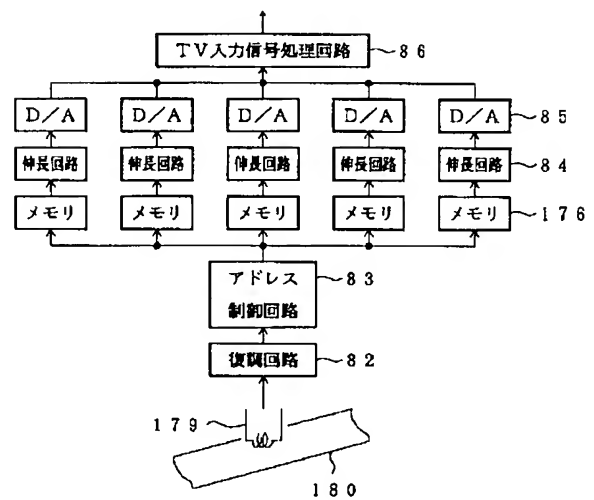 TV入力信号処理回路 86
D/A D/A D/A D/A D/A 85
伸長回路 伸長回路 伸長回路 伸長回路 伸長回路 84
メモリ メモリ メモリ メモリ メモリ 176
アドレス 83
制御回路
復調回路 82
179
180